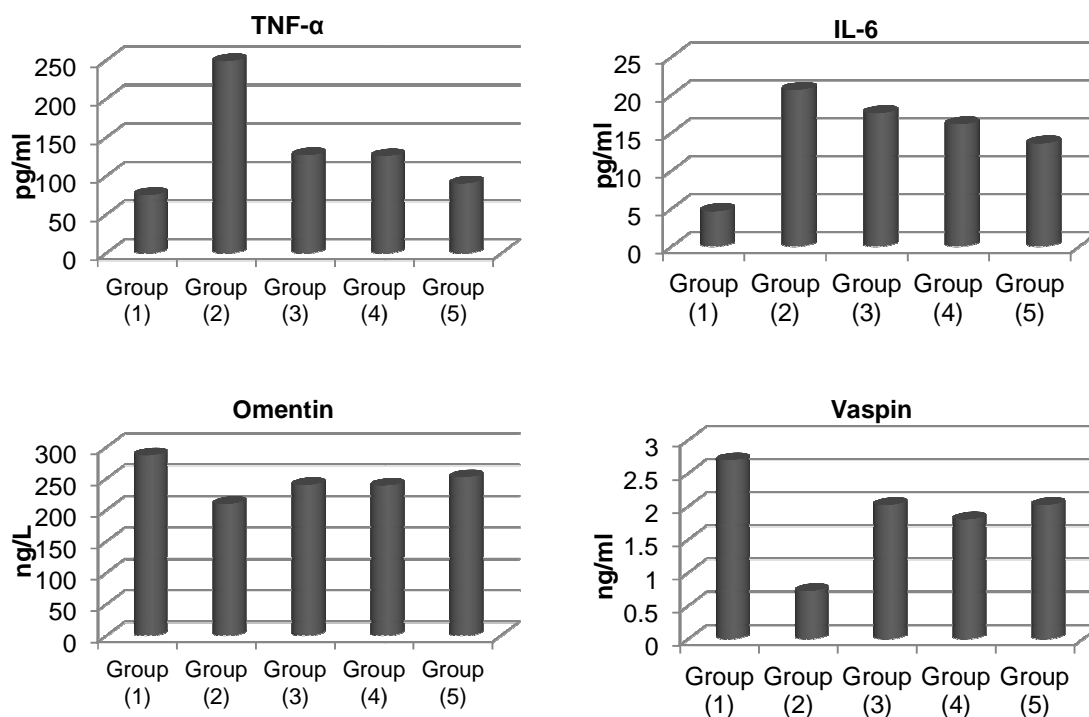 TNF-α
pg/ml
250
200
150
100
50
0
Group Group Group Group Group
(1) (2) (3) (4) (5)
IL-6
pg/ml
25
20
15
10
5
0
Group Group Group Group Group
(1) (2) (3) (4) (5)
Omentin
ng/L
300
250
200
150
100
50
0
Group Group Group Group Group
(1) (2) (3) (4) (5)
Vaspin
ng/ml
3
2.5
2
1.5
1
0.5
0
Group Group Group Group Group
(1) (2) (3) (4) (5)